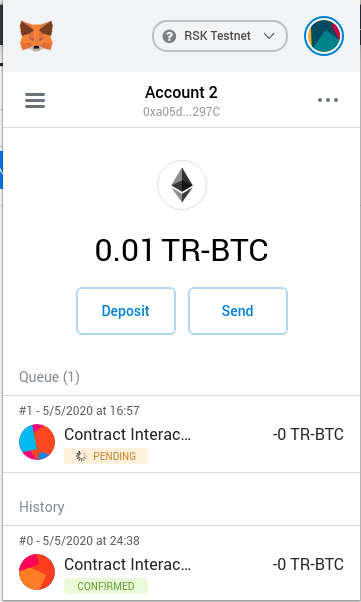 RSK Testnet
Account 2
0xa05d...297C
0.01 TR-BTC
Deposit
Send
Queue (1)
#1 - 5/5/2020 at 16:57
Contract Interac... -0 TR-BTC
PENDING
History
#0 - 5/5/2020 at 24:38
Contract Interac... -0 TR-BTC
CONFIRMED